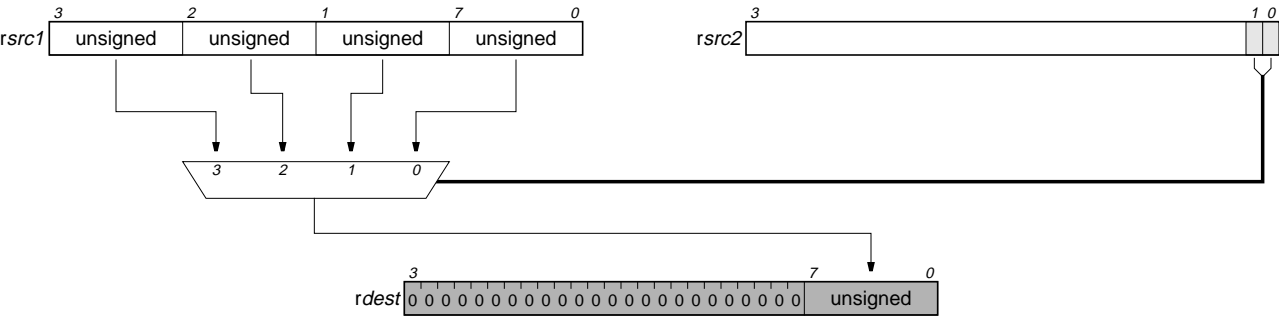 3 2 1 7 0 3 1 0
rsrc1 unsigned unsigned unsigned unsigned rsrc2
3 2 1 0
3 7 0
rdest 0 0 0 0 0 0 0 0 0 0 0 0 0 0 0 0 0 0 0 0 0 0 0 0 unsigned